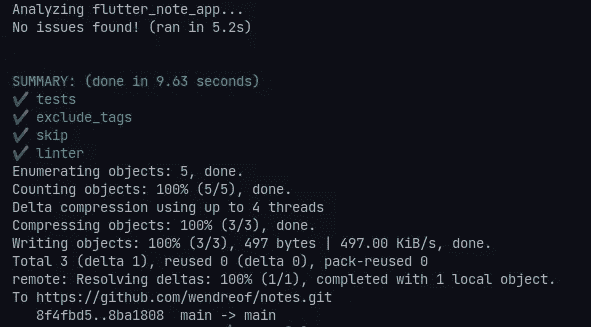 Analyzing flutter_note_app...
No issues found! (ran in 5.2s)
SUMMARY: (done in 9.63 seconds)
✔️ tests
✔️ exclude_tags
✔️ skip
✔️ linter
Enumerating objects: 5, done.
Counting objects: 100% (5/5), done.
Delta compression using up to 4 threads
Compressing objects: 100% (3/3), done.
Writing objects: 100% (3/3), 497 bytes | 497.00 KiB/s, done.
Total 3 (delta 1), reused 0 (delta 0), pack-reused 0
remote: Resolving deltas: 100% (1/1), completed with 1 local object.
To https://github.com/wendreof/notes.git
8f4fbd5..8ba1808  main -> main